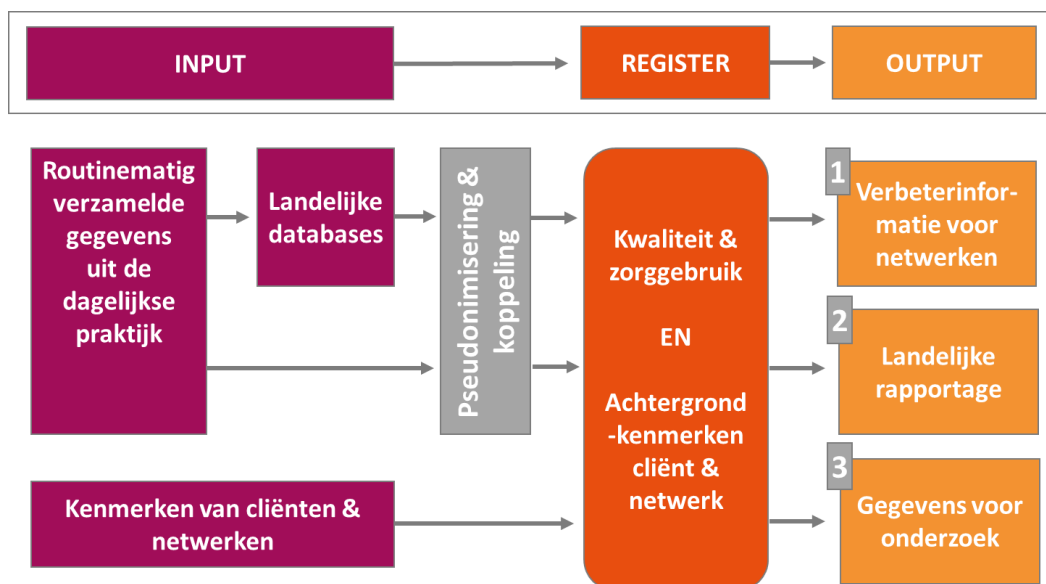 INPUT
REGISTER
OUTPUT
Routinematig
verzamelde
gegevens
uit de
dagelijkse
praktijk
Landelijke
databases
Pseudonimisering &
koppeling
Kenmerken van cliënten &
netwerken
Kwaliteit &
zorggebruik
EN
Achtergrond
-kenmerken
cliënt &
netwerk
1
Verbeterinfor-
matie voor
netwerken
2
Landelijke
rapportage
3
Gegevens voor
onderzoek